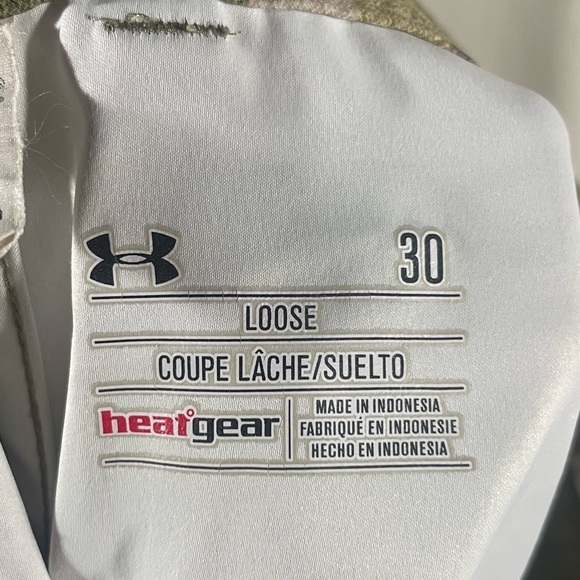 30
LOOSE
COUPE LÂCHE/SUELTO
heatgear
MADE IN INDONESIA
FABRIQUÉ EN INDONESIE
HECHO EN INDONESIA